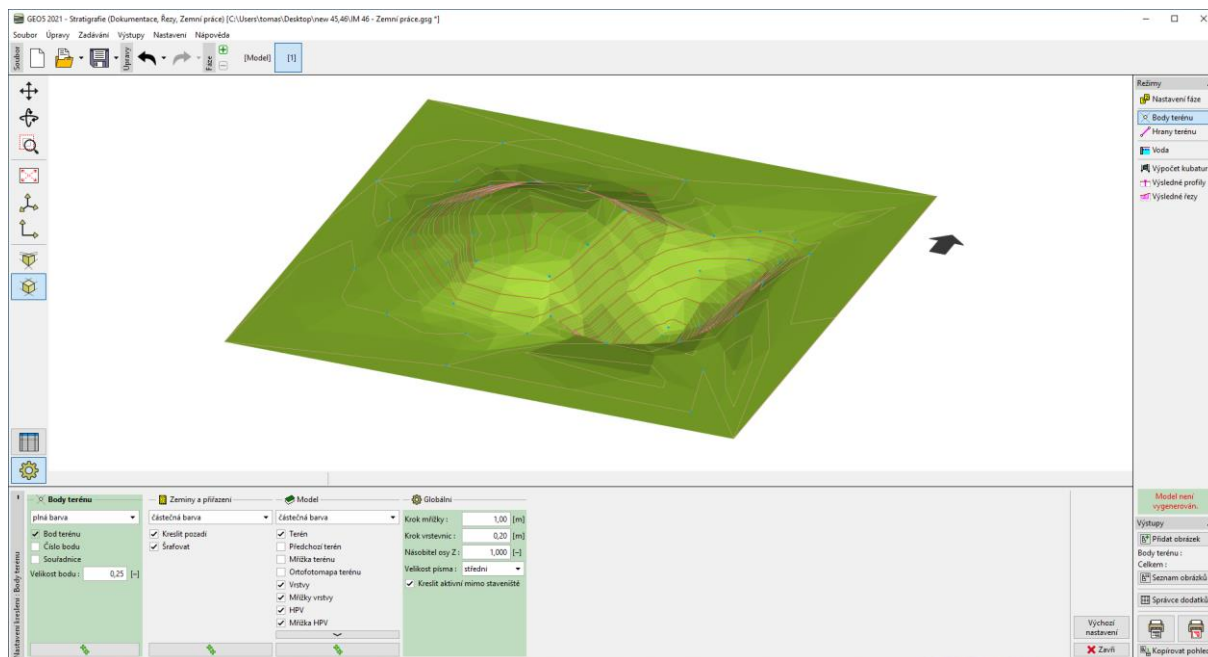 GEO5 2021 - Stratigrafie (Dokumentace, Řezy, Zemní práce) [C:\Users\tomas\Desktop\new 45,46\IM 46 - Zemní práce.gsg *]
Soubor Úpravy Zadávání Výstupy Nastavení Nápověda
Soubor
Úpravy
Fáze
[Model] [1]
Režimy
Nastavení fáze
Body terénu
Hrany terénu
Voda
Výpočet kubatur
Výsledné profily
Výsledné řezy
Model není
vygenerován.
Výstupy
Přidat obrázek
Body terénu :
Celkem :
Seznam obrázků
Správce dodatků
Kopírovat pohled
Nastavení kreslení : Body terénu
Body terénu
plná barva
Bod terénu
Číslo bodu
Souřadnice
Velikost bodu : 0,25 [–]
Zeminy a přiřazení
částečná barva
Kreslit pozadí
Šrafovat
Model
částečná barva
Terén
Předchozí terén
Mřížka terénu
Ortofotomapa terénu
Vrstvy
Mřížky vrstvy
HPV
Mřížka HPV
Globální
Krok mřížky : 1,00 [m]
Krok vrstevnic : 0,20 [m]
Násobitel osy Z : 1,000 [–]
Velikost písma : střední
Kreslit aktivní mimo staveniště
Výchozí
nastavení
Zavři